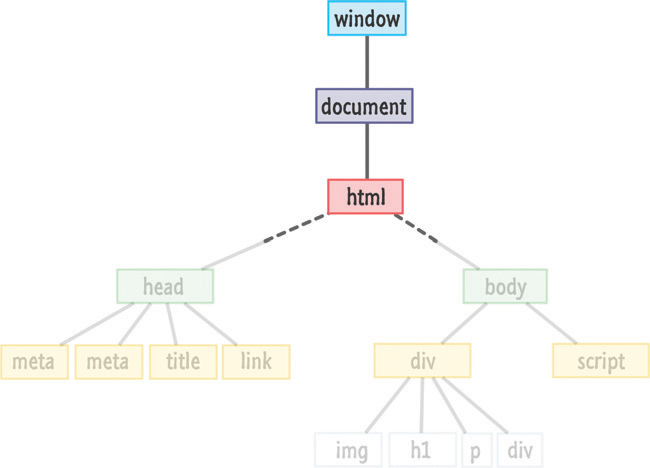 window
document
html
head
body
meta
meta
title
link
div
script
img
h1
p
div